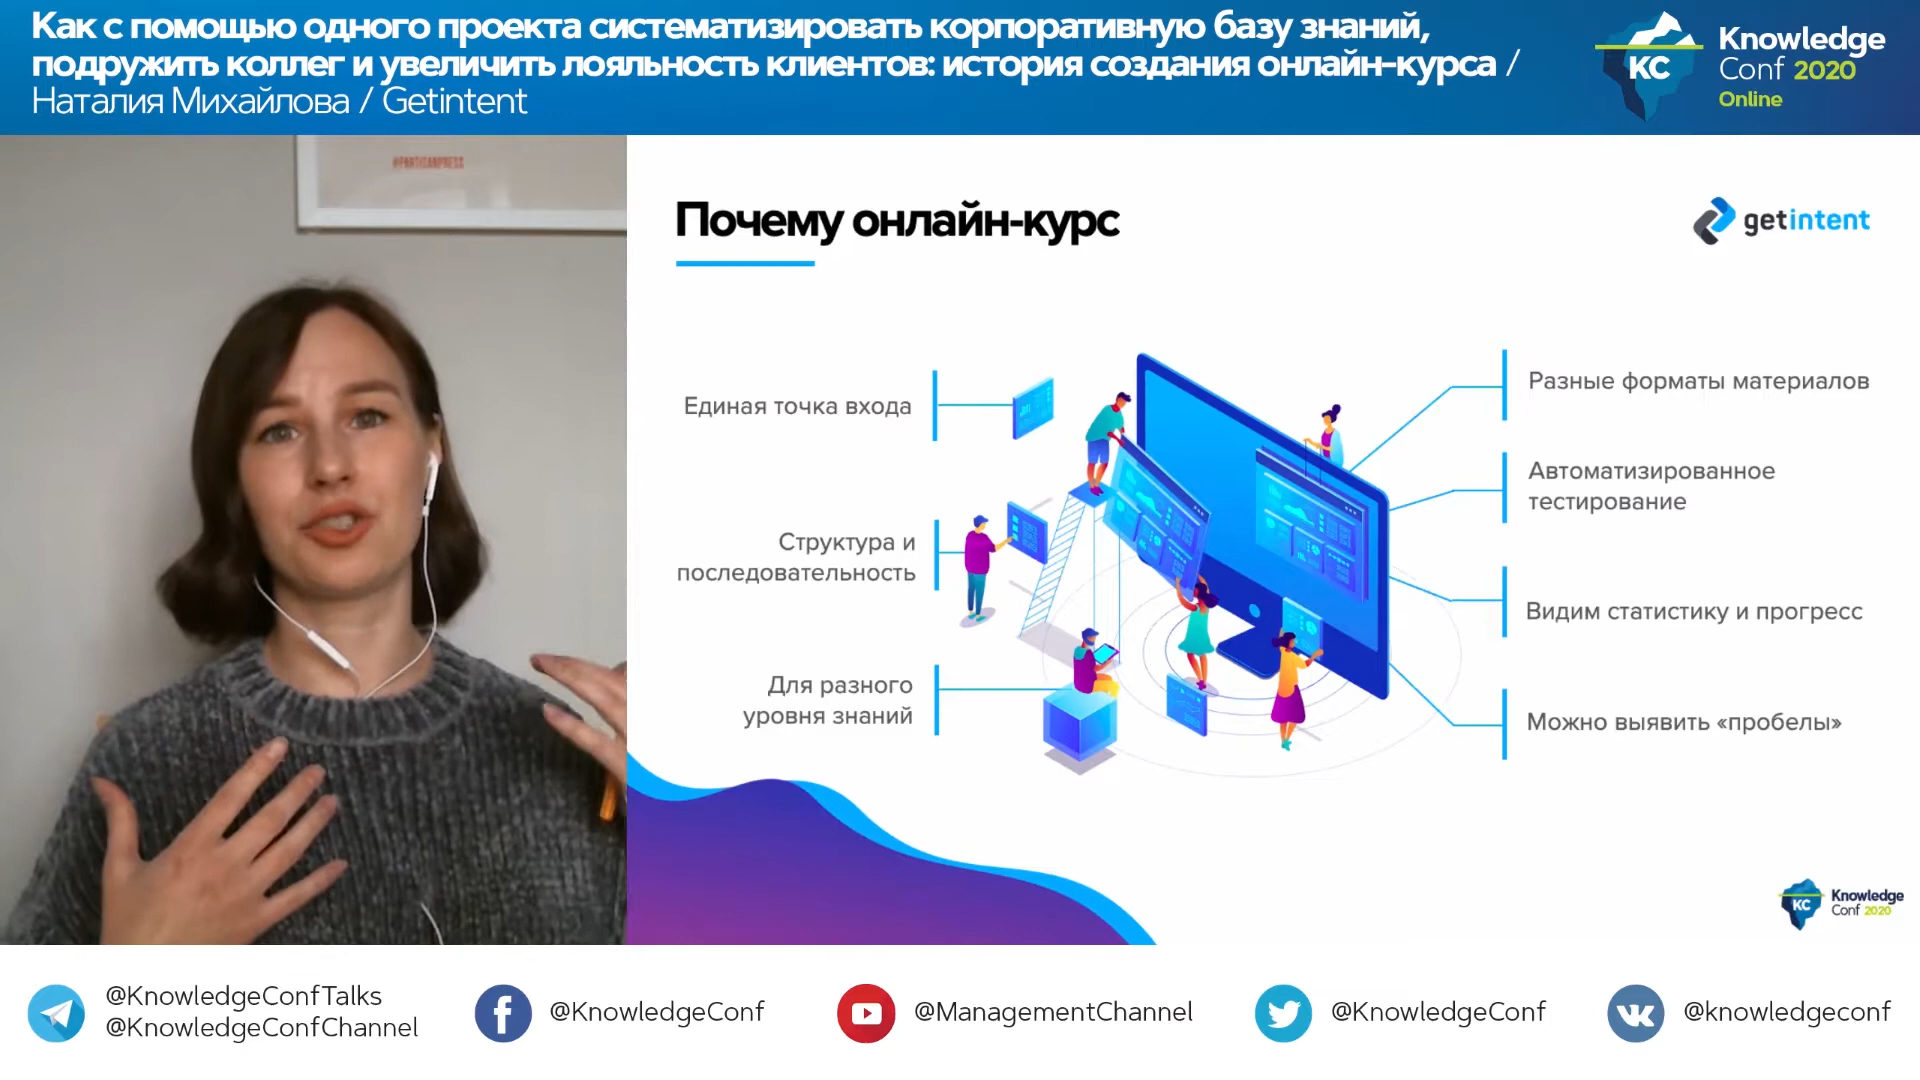 Как с помощью одного проекта систематизировать корпоративную базу знаний,
подружить коллег и увеличить лояльность клиентов: история создания онлайн-курса /
Наталия Михайлова / Getintent
KC
Knowledge
Conf 2020
Online
#PARTISANPRESS
Почему онлайн-курс
getintent
Единая точка входа
Структура и
последовательность
Для разного
уровня знаний
Разные форматы материалов
Автоматизированное
тестирование
Видим статистику и прогресс
Можно выявить «пробелы»
KC
Knowledge
Conf 2020
@KnowledgeConfTalks
@KnowledgeConfChannel
@KnowledgeConf
@ManagementChannel
@KnowledgeConf
@knowledgeconf